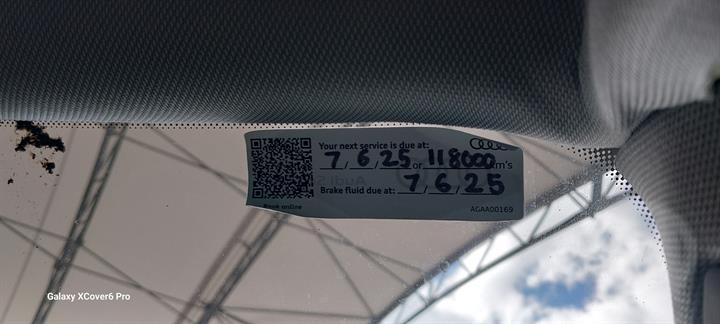 Your next service is due at:
7/6/25 or 118000 km's
Brake fluid due at: 7/6/25
Book online
AGAA00169
Galaxy XCover6 Pro